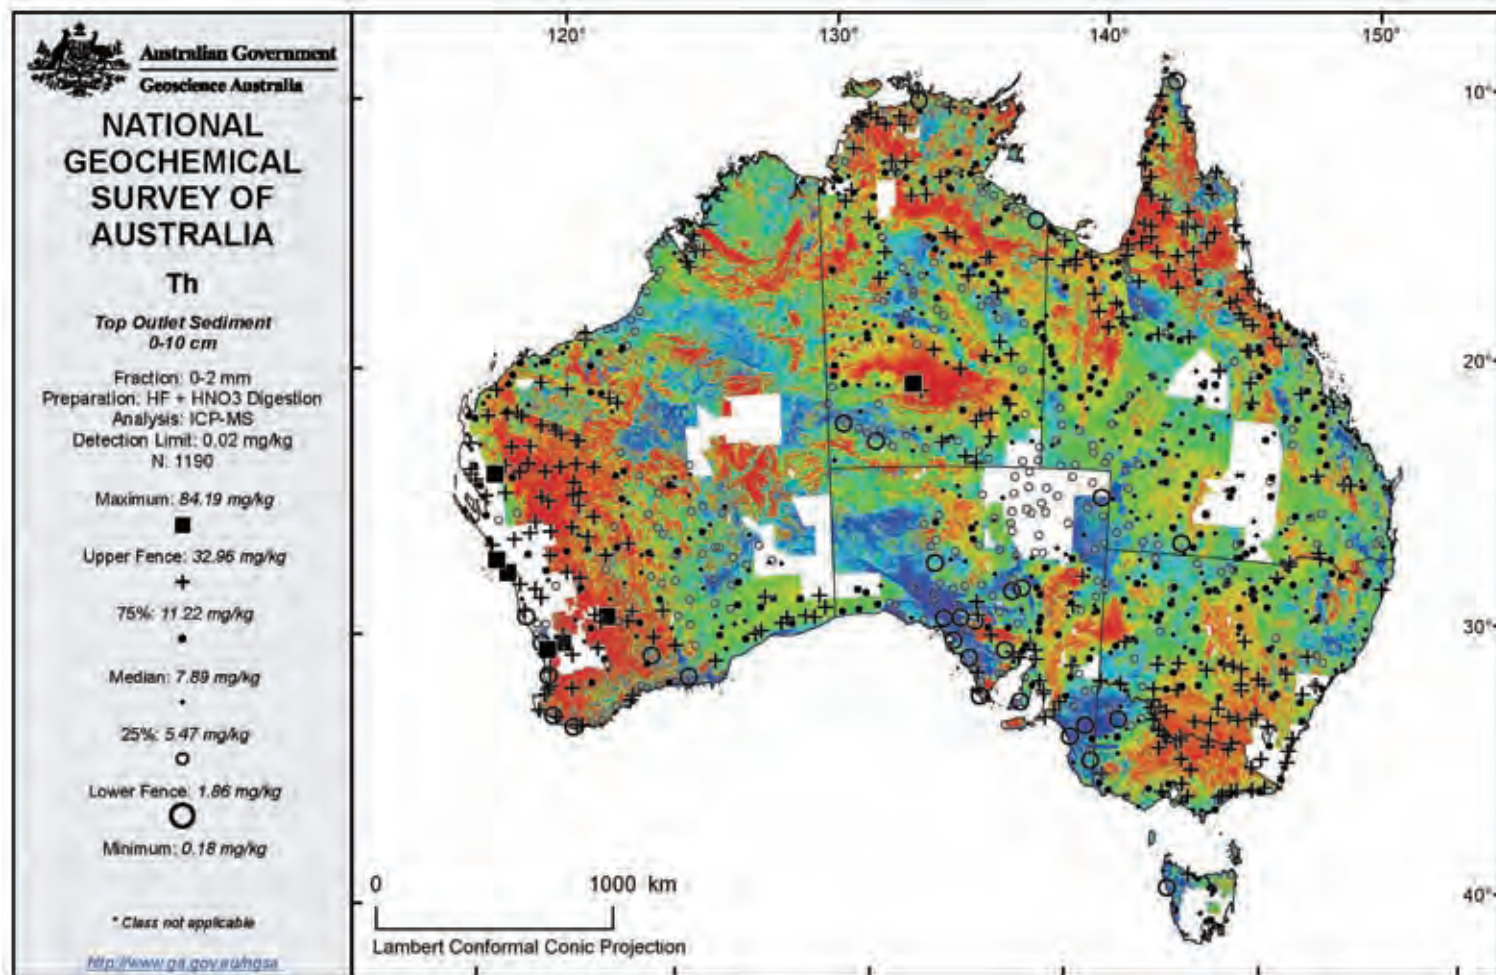 Australian Government
Geoscience Australia
NATIONAL
GEOCHEMICAL
SURVEY OF
AUSTRALIA
Th
Top Outlet Sediment
0-10 cm
Fraction: 0-2 mm
Preparation: HF + HNO3 Digestion
Analysis: ICP-MS
Detection Limit: 0.02 mg/kg
N: 1190
Maximum: 84.19 mg/kg
Upper Fence: 32.96 mg/kg
75%: 11.22 mg/kg
Median: 7.89 mg/kg
25%: 5.47 mg/kg
Lower Fence: 1.86 mg/kg
Minimum: 0.18 mg/kg
* Class not applicable
http://www.ga.gov.au/ngsa
120° 130° 140° 150°
10°
20°
30°
40°
0 1000 km
Lambert Conformal Conic Projection